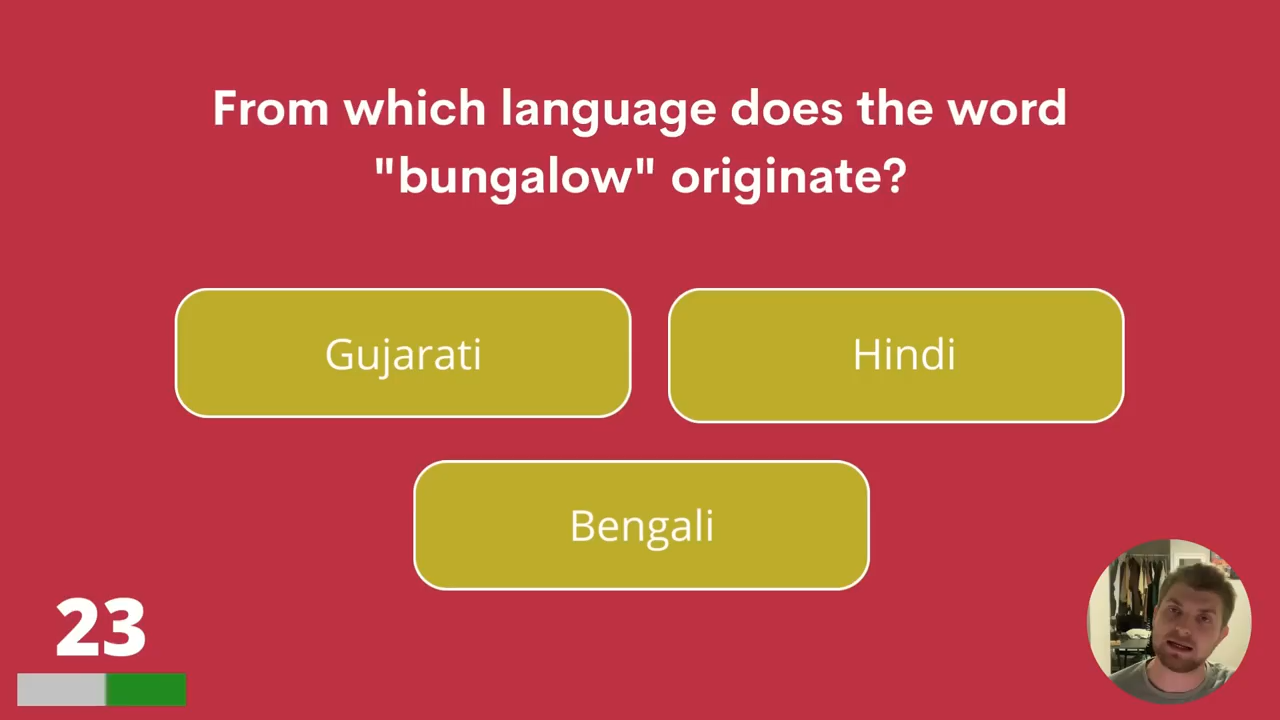 From which language does the word
"bungalow" originate?
Gujarati
Hindi
Bengali
23